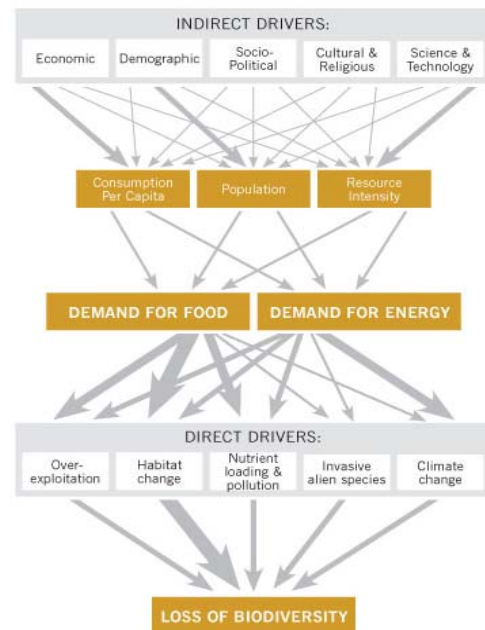 INDIRECT DRIVERS:
Economic
Demographic
Socio-
Political
Cultural &
Religious
Science &
Technology
Consumption
Per Capita
Population
Resource
Intensity
DEMAND FOR FOOD
DEMAND FOR ENERGY
DIRECT DRIVERS:
Over-
exploitation
Habitat
change
Nutrient
loading &
pollution
Invasive
alien species
Climate
change
LOSS OF BIODIVERSITY